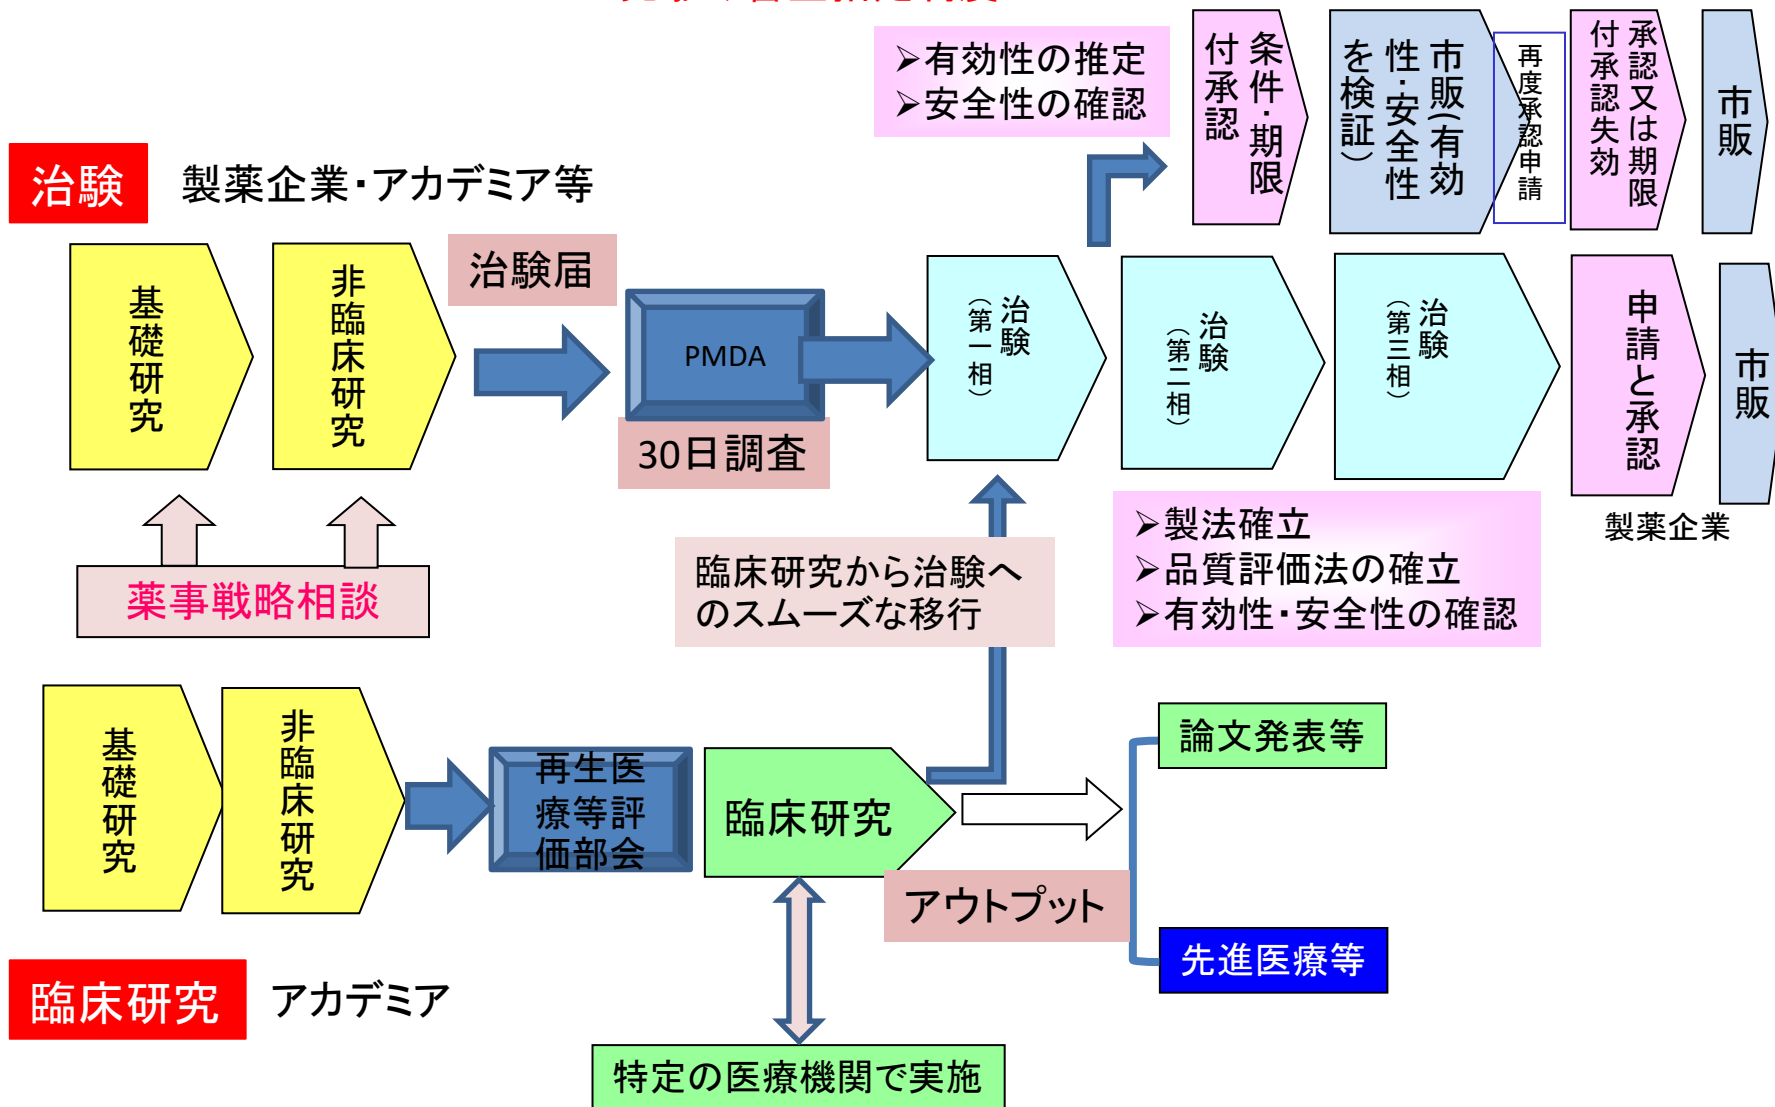 ➢有効性の推定
➢安全性の確認
条件・期限
付承認
市販(有効
性・安全性
を検証)
再度承認申請
承認又は期限
付承認失効
市販
治験
製薬企業・アカデミア等
基礎研究
非臨床研究
治験届
PMDA
30日調査
治験
(第一相)
治験
(第二相)
治験
(第三相)
申請と承認
市販
製薬企業
薬事戦略相談
臨床研究から治験へ
のスムーズな移行
➢製法確立
➢品質評価法の確立
➢有効性・安全性の確認
基礎研究
非臨床研究
再生医
療等評
価部会
臨床研究
論文発表等
アウトプット
先進医療等
臨床研究
アカデミア
特定の医療機関で実施